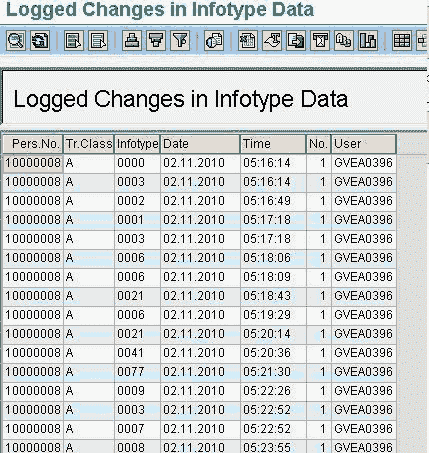 Logged Changes in Infotype Data
Logged Changes in Infotype Data
Pers.No. Tr.Class Infotype Date Time No. User
10000008 A 0000 02.11.2010 05:16:14 1 GVEA0396
10000008 A 0003 02.11.2010 05:16:14 1 GVEA0396
10000008 A 0002 02.11.2010 05:16:49 1 GVEA0396
10000008 A 0001 02.11.2010 05:17:18 1 GVEA0396
10000008 A 0003 02.11.2010 05:17:18 1 GVEA0396
10000008 A 0006 02.11.2010 05:18:06 1 GVEA0396
10000008 A 0006 02.11.2010 05:18:09 1 GVEA0396
10000008 A 0021 02.11.2010 05:18:43 1 GVEA0396
10000008 A 0006 02.11.2010 05:19:29 1 GVEA0396
10000008 A 0021 02.11.2010 05:20:14 1 GVEA0396
10000008 A 0041 02.11.2010 05:20:36 1 GVEA0396
10000008 A 0077 02.11.2010 05:21:30 1 GVEA0396
10000008 A 0009 02.11.2010 05:22:26 1 GVEA0396
10000008 A 0003 02.11.2010 05:22:52 1 GVEA0396
10000008 A 0007 02.11.2010 05:22:52 1 GVEA0396
10000008 A 0008 02.11.2010 05:23:55 1 GVEA0396